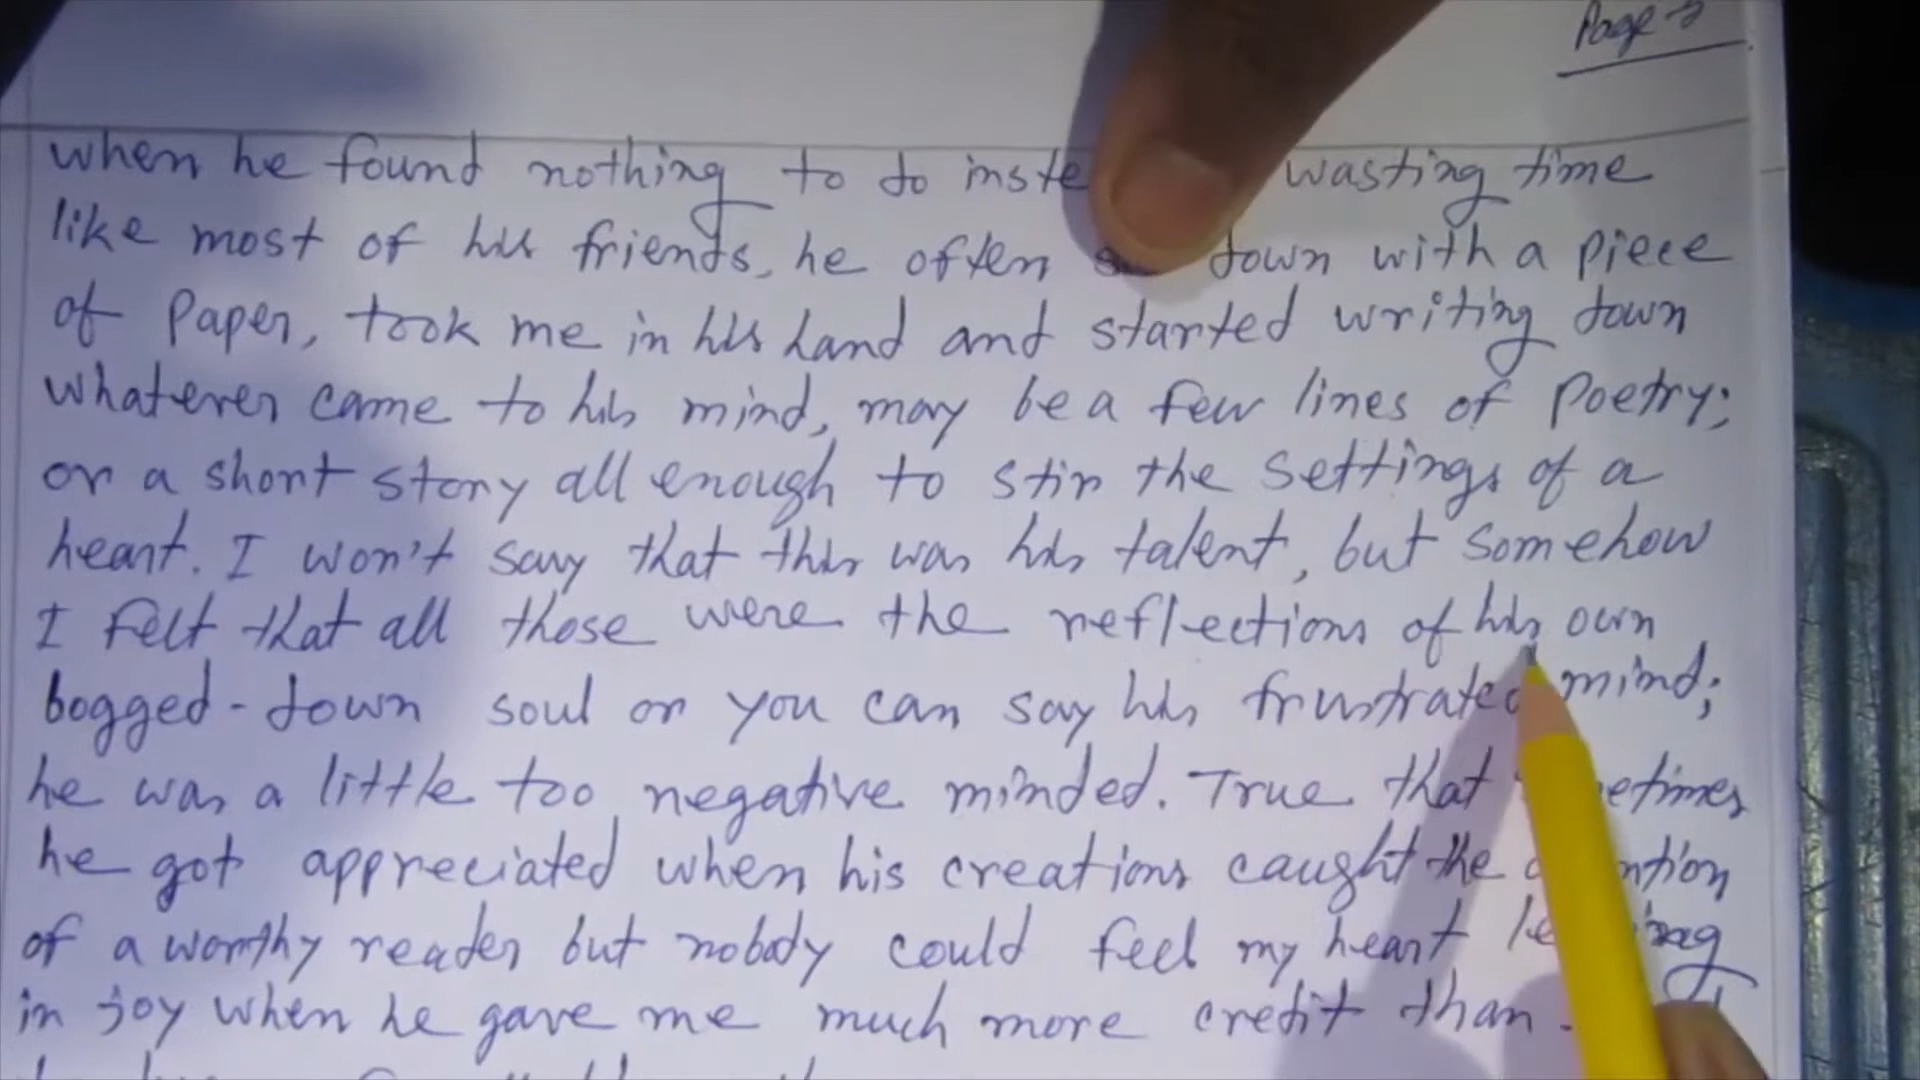 Page-2
when he found nothing to do inste wasting time
like most of his friends, he often down with a piece
of paper, took me in his hand and started writing down
whatever came to his mind, may be a few lines of poetry;
or a short story all enough to stir the settings of a
heart. I won't say that this was his talent, but somehow
I felt that all those were the reflections of his own
bogged-down soul or you can say his frustrated mind;
he was a little too negative minded. True that etimes
he got appreciated when his creations caught the ntion
of a worthy reader but nobody could feel my heart
in joy when he gave me much more credit than